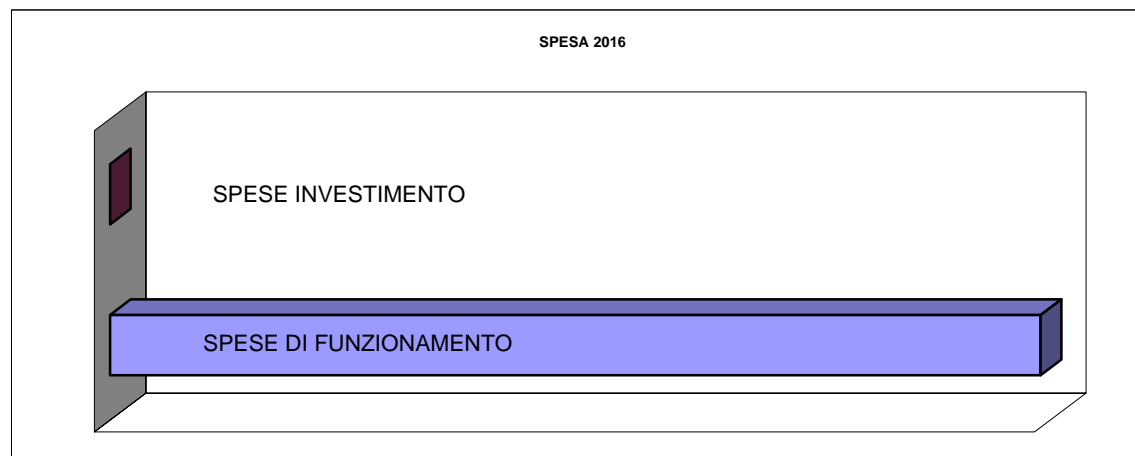 SPESA 2016
SPESE INVESTIMENTO
SPESE DI FUNZIONAMENTO